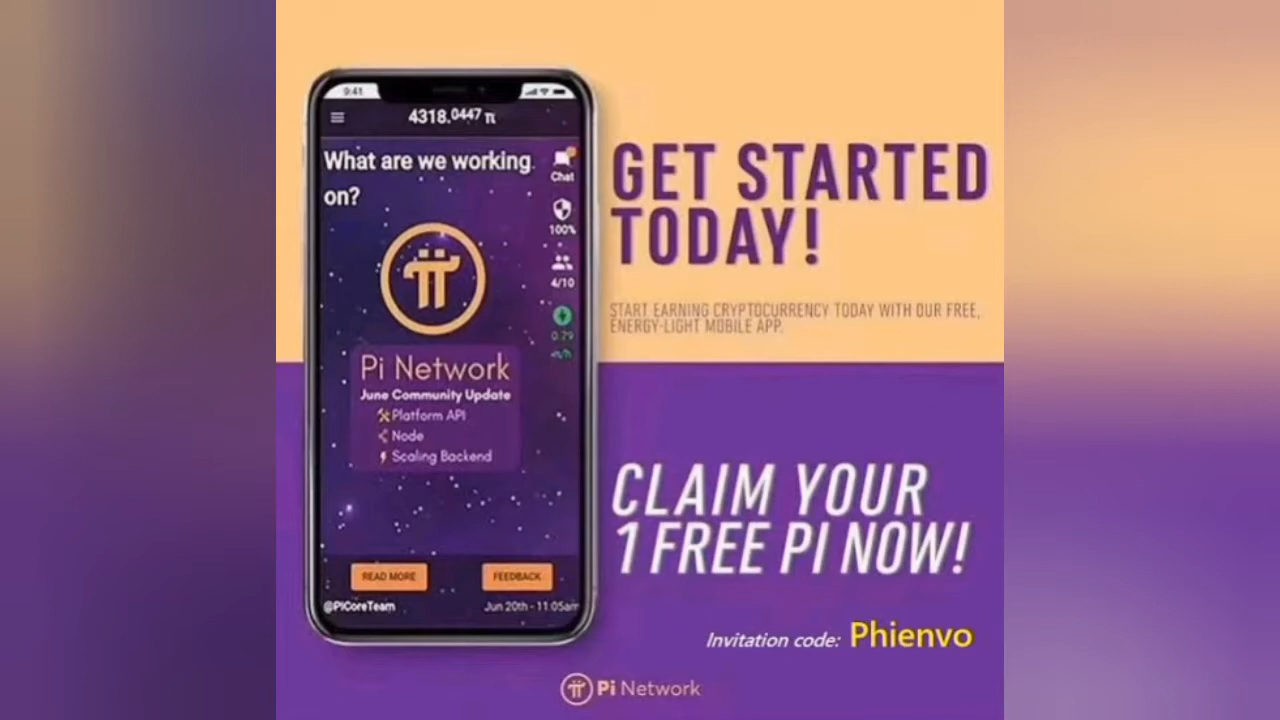 9:41
4318.0447 π
What are we working
on?
Chat
100%
4/10
0.79
Pi Network
June Community Update
Platform API
Node
Scaling Backend
READ MORE
FEEDBACK
@PiCoreTeam
Jun 20th - 11:05am
GET STARTED
TODAY!
START EARNING CRYPTOCURRENCY TODAY WITH OUR FREE,
ENERGY-LIGHT MOBILE APP.
CLAIM YOUR
1 FREE PI NOW!
Invitation code: Phienvo
Pi Network